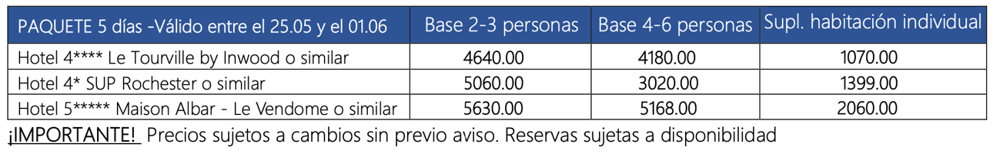 PAQUETE 5 días -Válido entre el 25.05 y el 01.06 Base 2-3 personas Base 4-6 personas Supl. habitación individual
Hotel 4**** Le Tourville by Inwood o similar 4640.00 4180.00 1070.00
Hotel 4* SUP Rochester o similar 5060.00 3020.00 1399.00
Hotel 5***** Maison Albar - Le Vendome o similar 5630.00 5168.00 2060.00
¡IMPORTANTE! Precios sujetos a cambios sin previo aviso. Reservas sujetas a disponibilidad